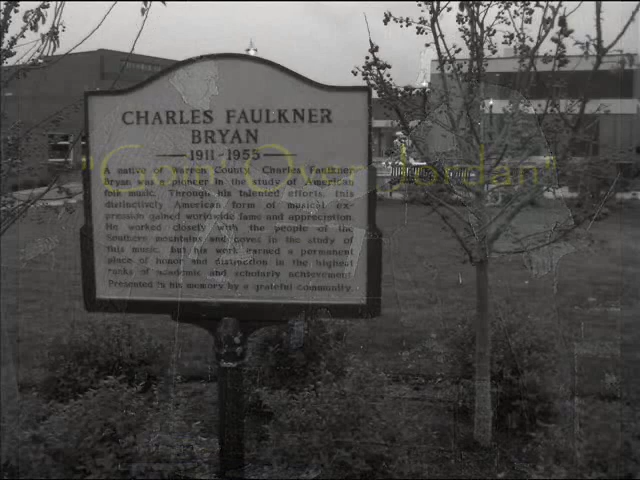 CHARLES FAULKNER
BRYAN
1911-1955
A native of Warren County, Charles Faulkner
Bryan was a pioneer in the study of American
folk music. Through his talented efforts, this
distinctively American form of musical ex-
pression gained worldwide fame and appreciation.
He worked closely with the people of the
Southern mountains and coves in the study of
this music, but his work earned a permanent
place of honor and distinction in the highest
ranks of academic and scholarly achievement.
Presented in his memory by a grateful community.
Over Jordan"